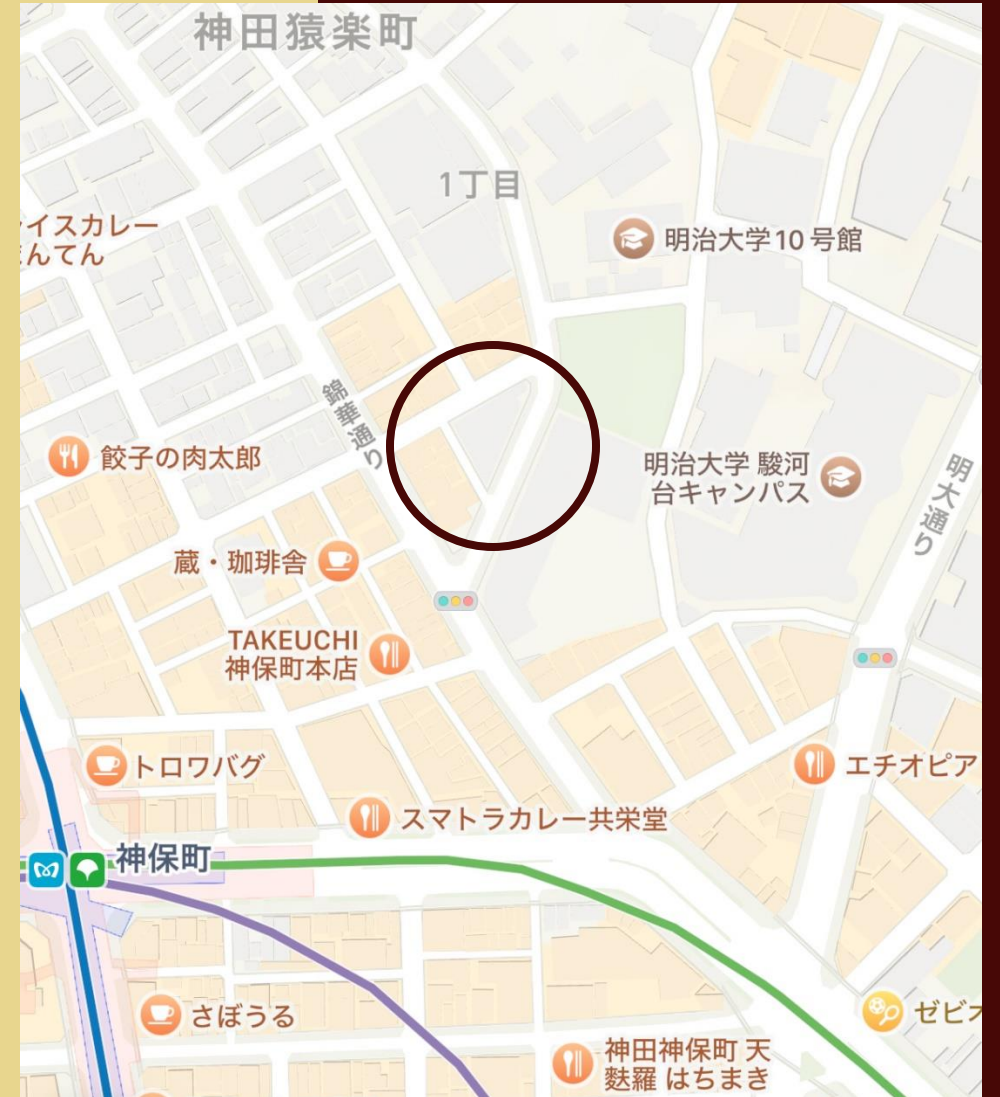 神田猿楽町
1丁目
明治大学10号館
イスカレー
んてん
錦華通り
餃子の肉太郎
明治大学 駿河
台キャンパス
明大通り
蔵・珈琲舎
TAKEUCHI
神保町本店
トロワバグ
エチオピア
スマトラカレー共栄堂
神保町
さぼうる
ゼビオ
神田神保町 天
麩羅 はちまき